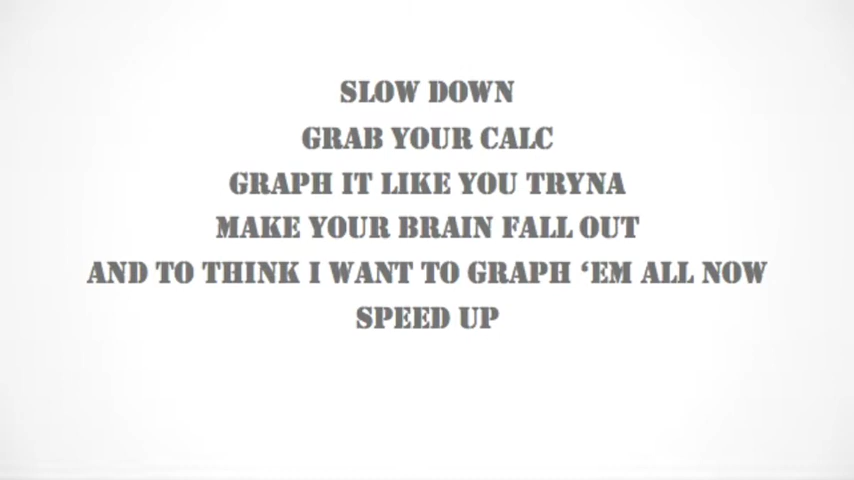 SLOW DOWN
GRAB YOUR CALC
GRAPH IT LIKE YOU TRYNA
MAKE YOUR BRAIN FALL OUT
AND TO THINK I WANT TO GRAPH ‘EM ALL NOW
SPEED UP